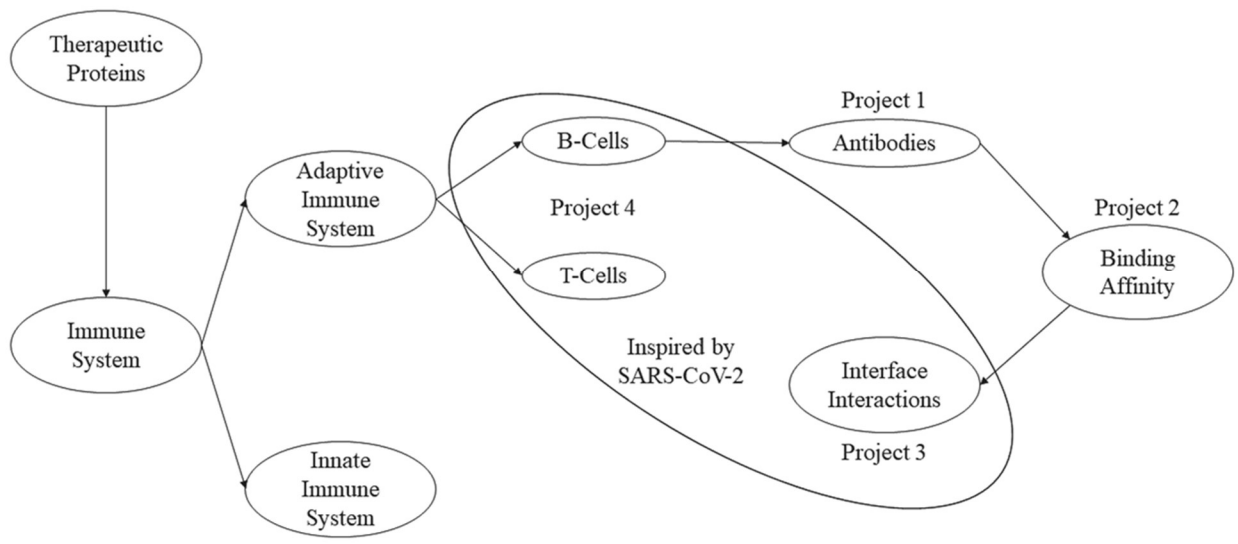 Therapeutic
Proteins
Immune
System
Adaptive
Immune
System
Innate
Immune
System
B-Cells
Project 4
T-Cells
Inspired by
SARS-CoV-2
Project 1
Antibodies
Project 2
Binding
Affinity
Interface
Interactions
Project 3